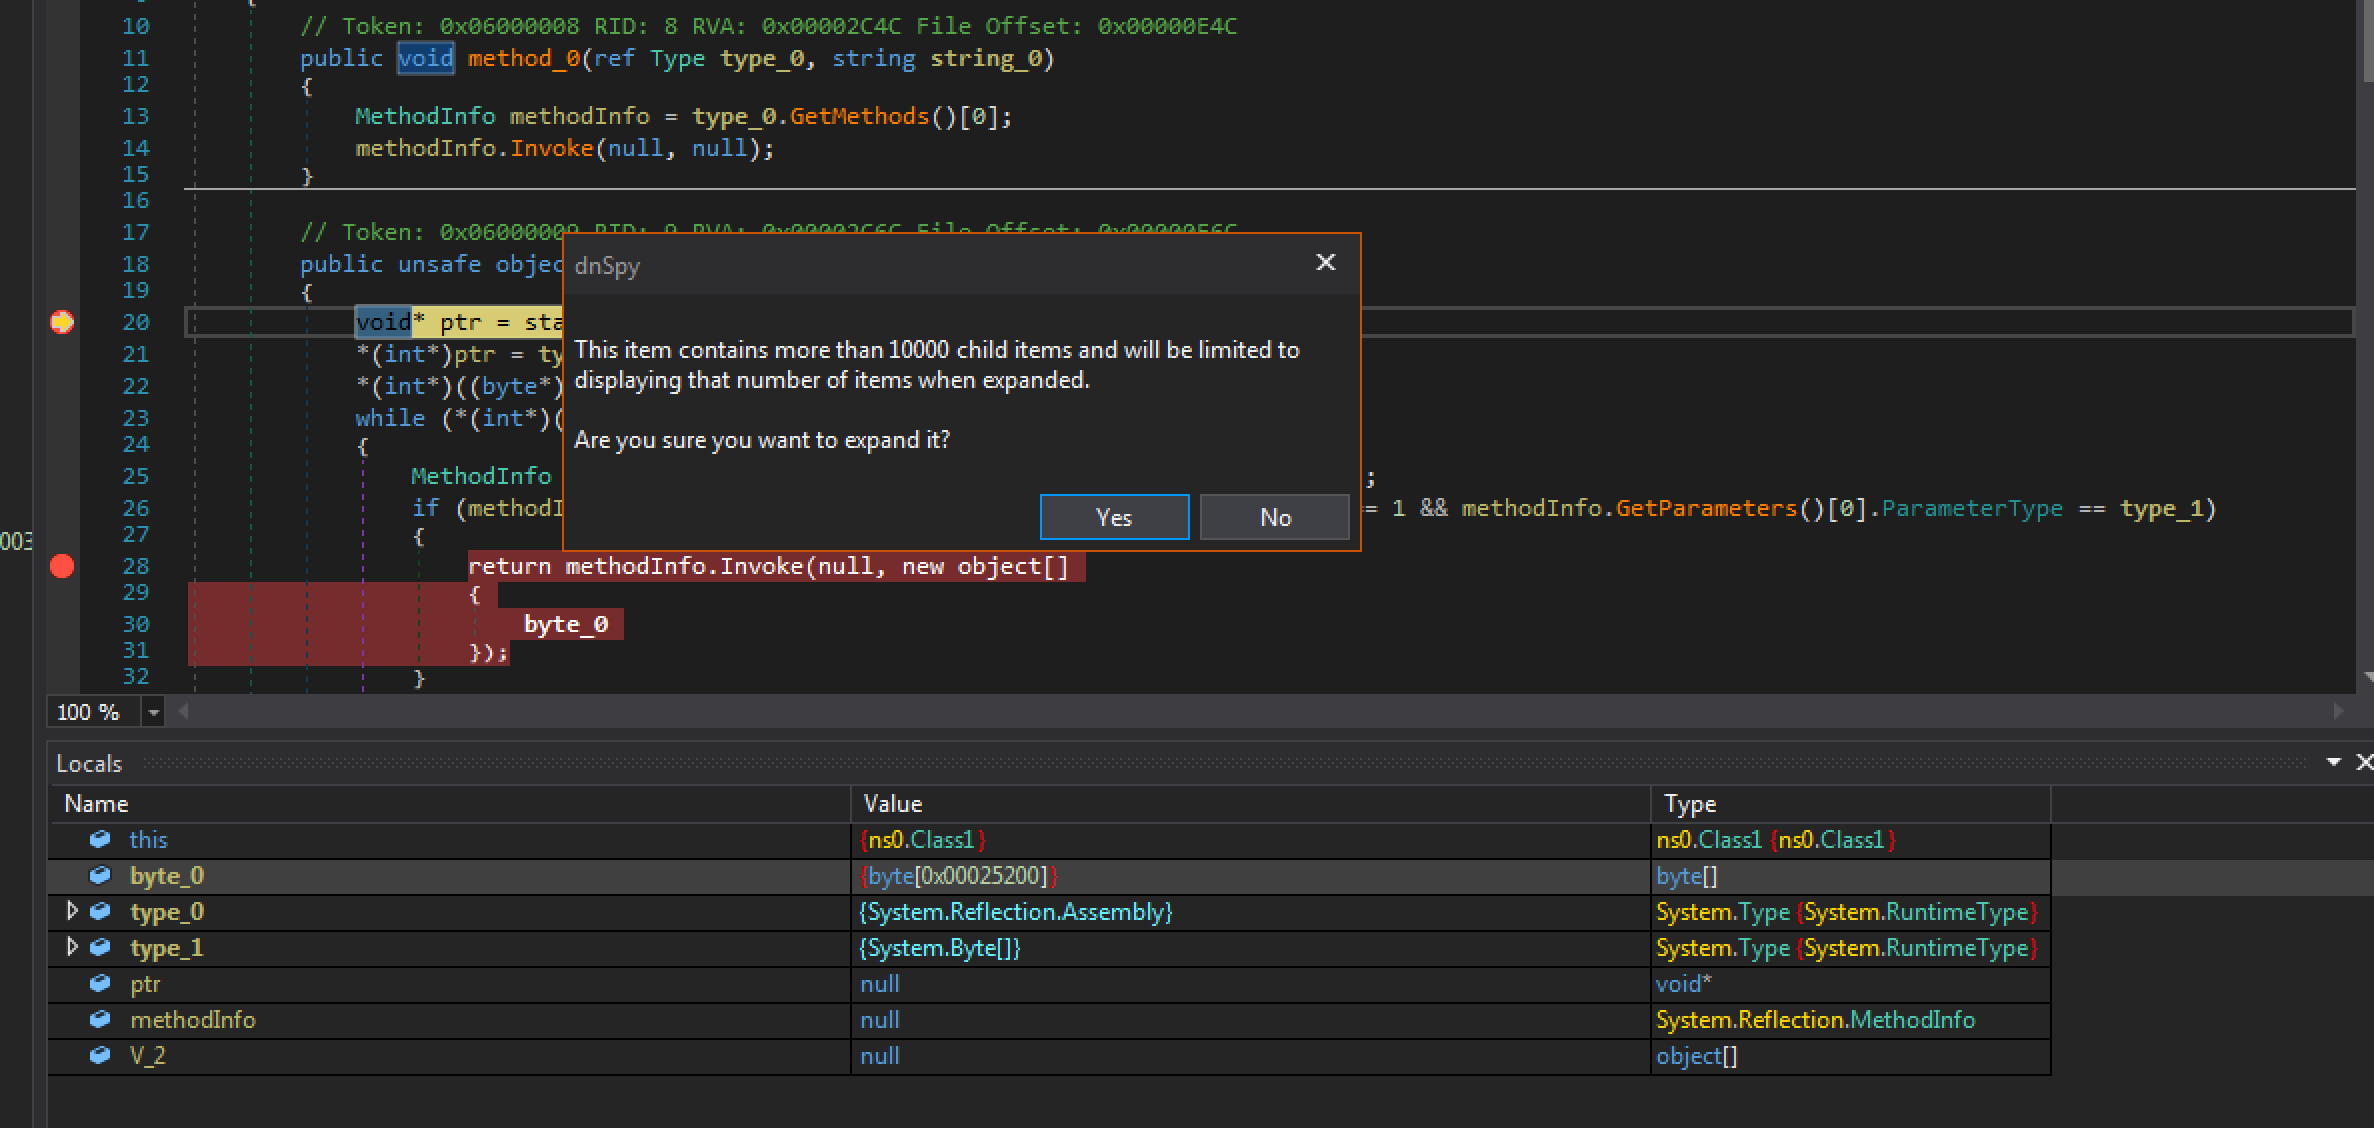 10 // Token: 0x06000008 RID: 8 RVA: 0x00002C4C File Offset: 0x00000E4C
11 public void method_0(ref Type type_0, string string_0)
12 {
13 MethodInfo methodInfo = type_0.GetMethods()[0];
14 methodInfo.Invoke(null, null);
15 }
16
17 // Token: 0x06000009 RID: 9 RVA: 0x00002C6C File Offset: 0x00000E6C
18 public unsafe objec
19 {
20 void* ptr = sta
21 *(int*)ptr = ty
22 *(int*)((byte*)
23 while (*(int*)(
24 {
25 MethodInfo ;
26 if (methodI = 1 && methodInfo.GetParameters()[0].ParameterType == type_1)
27 {
003
28 return methodInfo.Invoke(null, new object[]
29 {
30 byte_0
31 });
32 }
dnSpy
This item contains more than 10000 child items and will be limited to
displaying that number of items when expanded.
Are you sure you want to expand it?
Yes No
100 %
Locals
Name Value Type
this {ns0.Class1} ns0.Class1 {ns0.Class1}
byte_0 {byte[0x00025200]} byte[]
type_0 {System.Reflection.Assembly} System.Type {System.RuntimeType}
type_1 {System.Byte[]} System.Type {System.RuntimeType}
ptr null void*
methodInfo null System.Reflection.MethodInfo
V_2 null object[]